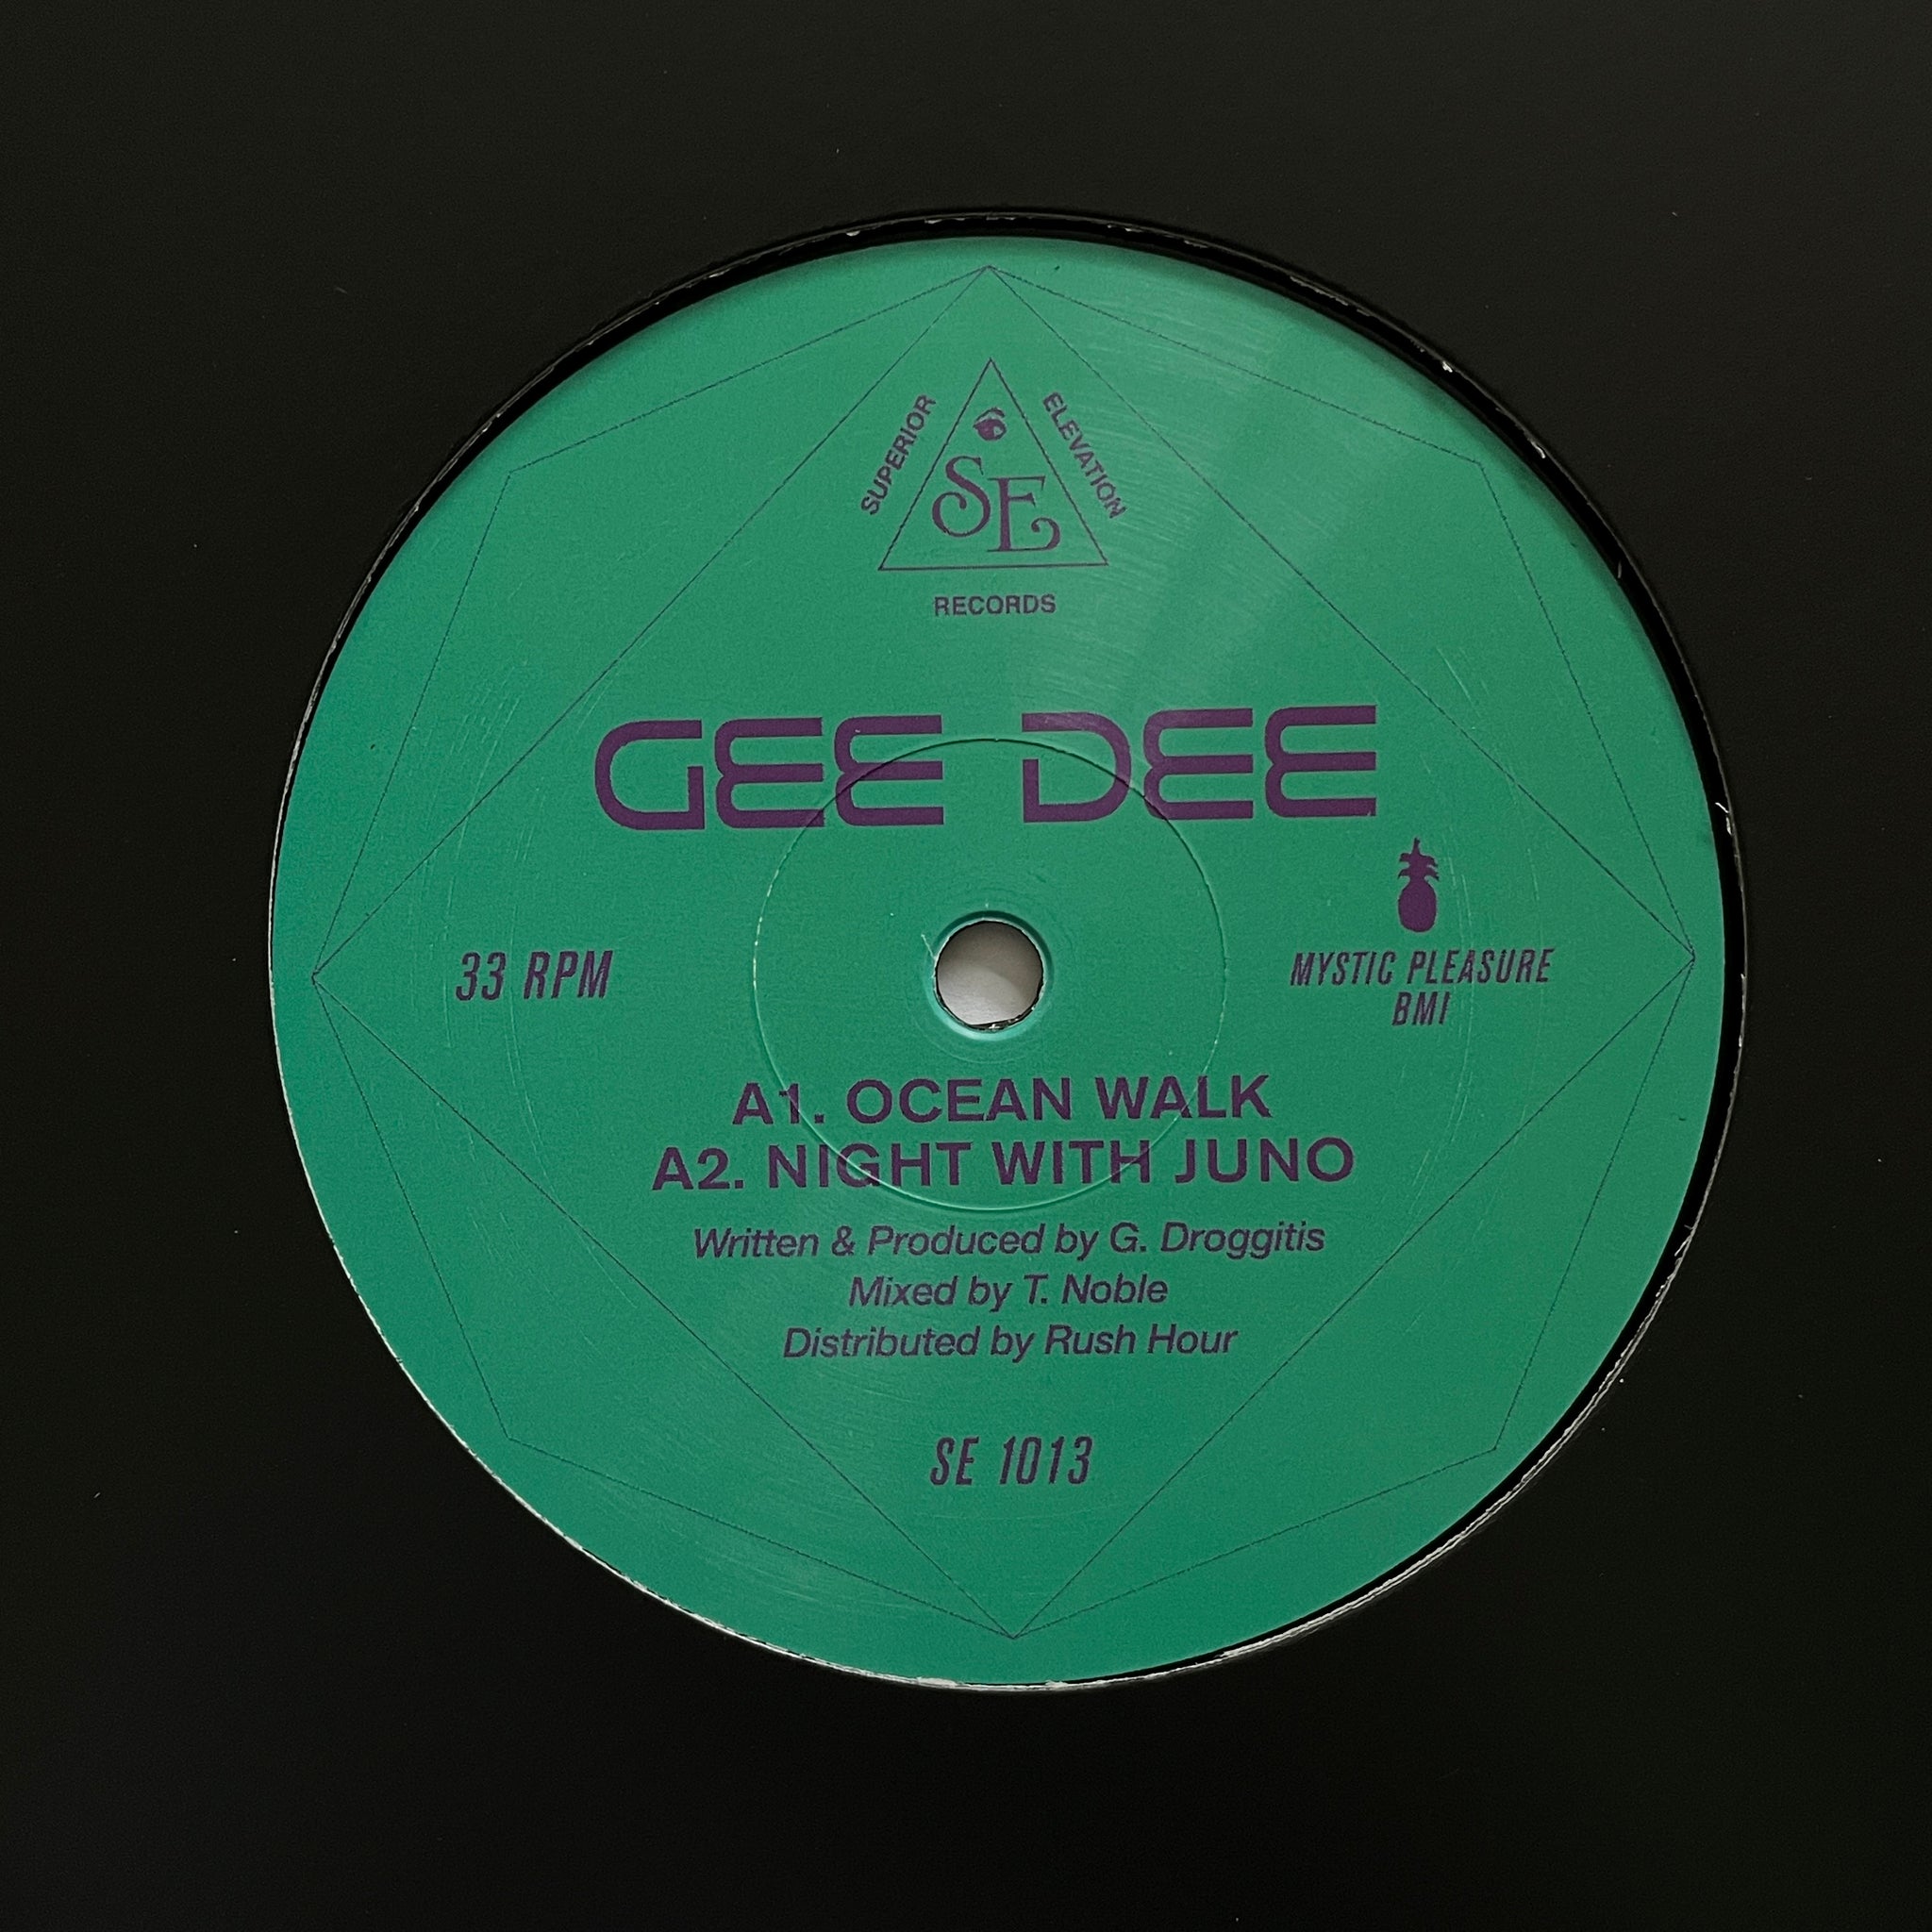 SUPERIOR
ELEVATION
SE
RECORDS
GEE DEE
33 RPM
MYSTIC PLEASURE
BMI
A1. OCEAN WALK
A2. NIGHT WITH JUNO
Written & Produced by G. Droggitis
Mixed by T. Noble
Distributed by Rush Hour
SE 1013